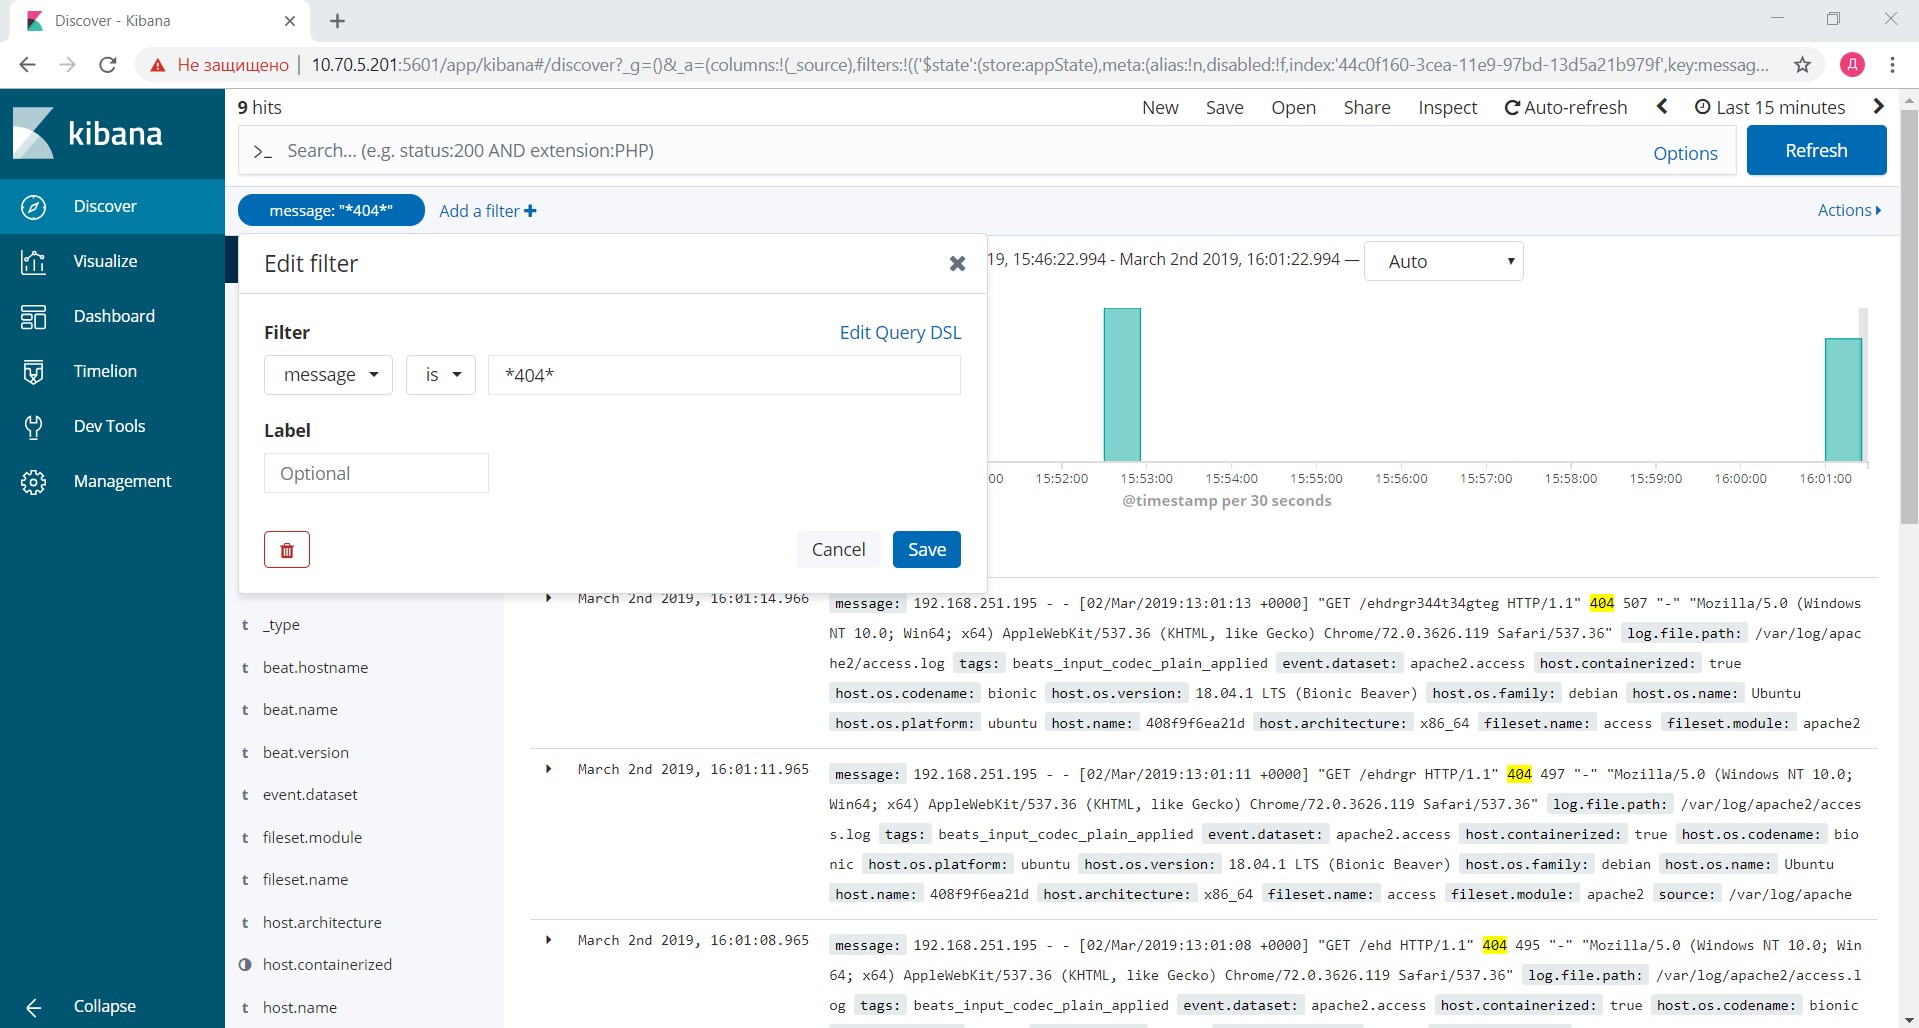 Discover - Kibana
Не защищено | 10.70.5.201:5601/app/kibana#/discover?_g=()&_a=(columns:!(_source),filters:!(('$state':(store:appState),meta:(alias:!n,disabled:!f,index:'44c0f160-3cea-11e9-97bd-13d5a21b979f',key:messag...
Д
kibana
9 hits
New Save Open Share Inspect Auto-refresh Last 15 minutes
>_ Search... (e.g. status:200 AND extension:PHP)
Options
Refresh
Discover
Visualize
Dashboard
Timelion
Dev Tools
Management
Collapse
message: "*404*"
Add a filter
Actions
Edit filter
Filter
Edit Query DSL
message is *404*
Label
Optional
Cancel Save
19, 15:46:22.994 - March 2nd 2019, 16:01:22.994 — Auto
00 15:52:00 15:53:00 15:54:00 15:55:00 15:56:00 15:57:00 15:58:00 15:59:00 16:00:00 16:01:00
@timestamp per 30 seconds
t _type
t beat.hostname
t beat.name
t beat.version
t event.dataset
t fileset.module
t fileset.name
t host.architecture
host.containerized
t host.name
March 2nd 2019, 16:01:14.966
message: 192.168.251.195 - - [02/Mar/2019:13:01:13 +0000] "GET /ehdrgr344t34gteg HTTP/1.1" 404 507 "-" "Mozilla/5.0 (Windows
NT 10.0; Win64; x64) AppleWebKit/537.36 (KHTML, like Gecko) Chrome/72.0.3626.119 Safari/537.36" log.file.path: /var/log/apac
he2/access.log tags: beats_input_codec_plain_applied event.dataset: apache2.access host.containerized: true
host.os.codename: bionic host.os.version: 18.04.1 LTS (Bionic Beaver) host.os.family: debian host.os.name: Ubuntu
host.os.platform: ubuntu host.name: 408f9f6ea21d host.architecture: x86_64 fileset.name: access fileset.module: apache2
March 2nd 2019, 16:01:11.965
message: 192.168.251.195 - - [02/Mar/2019:13:01:11 +0000] "GET /ehdrgr HTTP/1.1" 404 497 "-" "Mozilla/5.0 (Windows NT 10.0;
Win64; x64) AppleWebKit/537.36 (KHTML, like Gecko) Chrome/72.0.3626.119 Safari/537.36" log.file.path: /var/log/apache2/acces
s.log tags: beats_input_codec_plain_applied event.dataset: apache2.access host.containerized: true host.os.codename: bio
nic host.os.platform: ubuntu host.os.version: 18.04.1 LTS (Bionic Beaver) host.os.family: debian host.os.name: Ubuntu
host.name: 408f9f6ea21d host.architecture: x86_64 fileset.name: access fileset.module: apache2 source: /var/log/apache
March 2nd 2019, 16:01:08.965
message: 192.168.251.195 - - [02/Mar/2019:13:01:08 +0000] "GET /ehd HTTP/1.1" 404 495 "-" "Mozilla/5.0 (Windows NT 10.0; Win
64; x64) AppleWebKit/537.36 (KHTML, like Gecko) Chrome/72.0.3626.119 Safari/537.36" log.file.path: /var/log/apache2/access.l
og tags: beats_input_codec_plain_applied event.dataset: apache2.access host.containerized: true host.os.codename: bionic